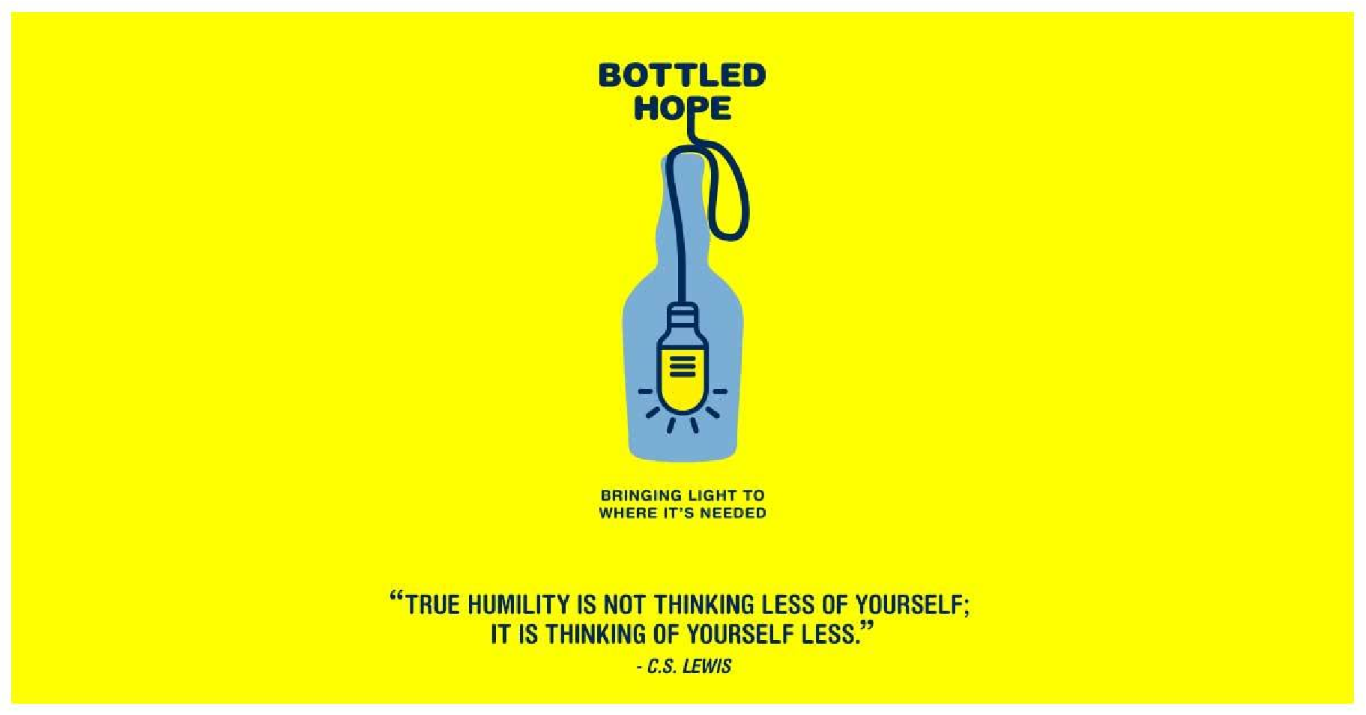 BOTTLED
HOPE
BRINGING LIGHT TO
WHERE IT'S NEEDED
“TRUE HUMILITY IS NOT THINKING LESS OF YOURSELF;
IT IS THINKING OF YOURSELF LESS.”
- C.S. LEWIS